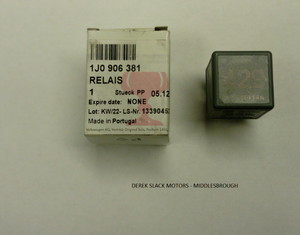 1J0 906 381
RELAIS
1 Stueck PP 05.12
Expire date: NONE
Lot: KW/22- LS-Nr 1339045
Made in Portugal
DEREK SLACK MOTORS - MIDDLESBROUGH